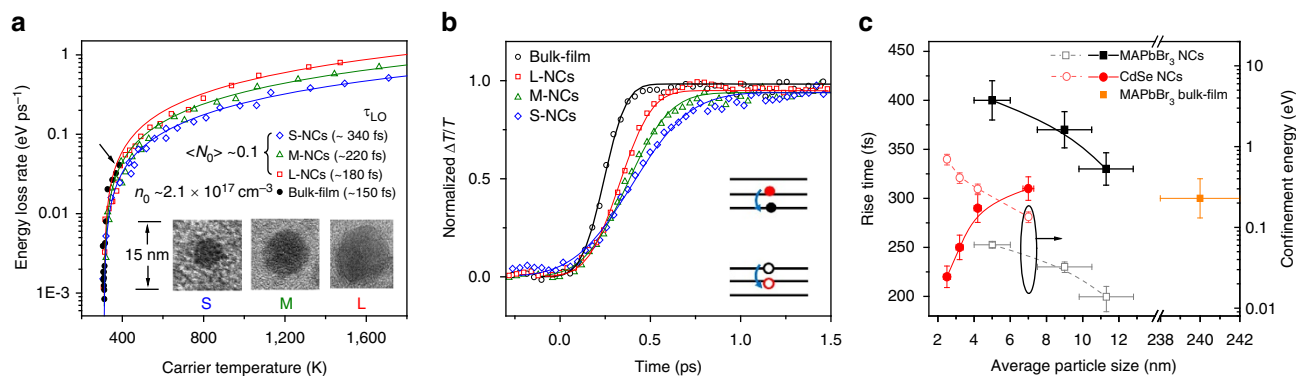 a
Energy loss rate (eV ps⁻¹)
1
0.1
0.01
1E-3
400
800
1,200
1,600
Carrier temperature (K)
τLO
S-NCs (~ 340 fs)
<N0> ~0.1
M-NCs (~220 fs)
L-NCs (~180 fs)
n0 ~2.1 × 10¹⁷ cm⁻³
Bulk-film (~150 fs)
15 nm
S
M
L
b
Normalized ΔT/T
1.0
0.5
0.0
0.0
0.5
1.0
1.5
Time (ps)
Bulk-film
L-NCs
M-NCs
S-NCs
c
Rise time (fs)
450
400
350
300
250
200
2
4
6
8
10
12
14
238
240
242
Average particle size (nm)
MAPbBr3 NCs
CdSe NCs
MAPbBr3 bulk-film
10
1
0.1
0.01
Confinement energy (eV)